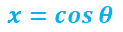 x = cos θ